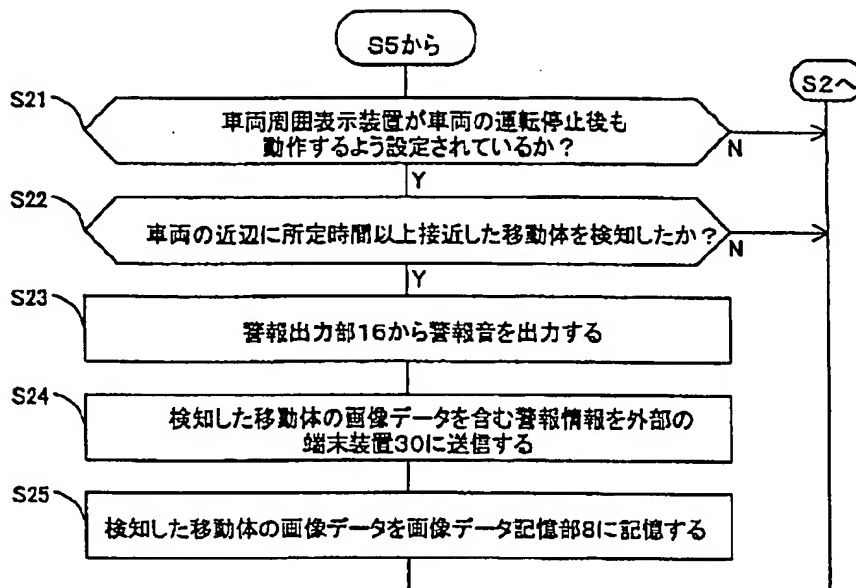 S5から
S2へ
S21
車両周囲表示装置が車両の運転停止後も
動作するよう設定されているか？
N
Y
S22
車両の近辺に所定時間以上接近した移動体を検知したか？
N
Y
S23
警報出力部16から警報音を出力する
S24
検知した移動体の画像データを含む警報情報を外部の
端末装置30に送信する
S25
検知した移動体の画像データを画像データ記憶部8に記憶する